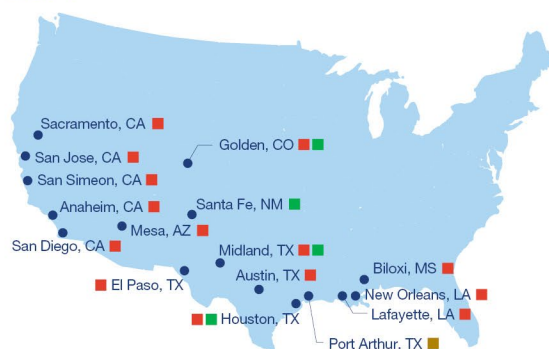 Sacramento, CA
Golden, CO
San Jose, CA
San Simeon, CA
Anaheim, CA
Santa Fe, NM
Mesa, AZ
San Diego, CA
Midland, TX
Biloxi, MS
Austin, TX
El Paso, TX
New Orleans, LA
Lafayette, LA
Houston, TX
Port Arthur, TX